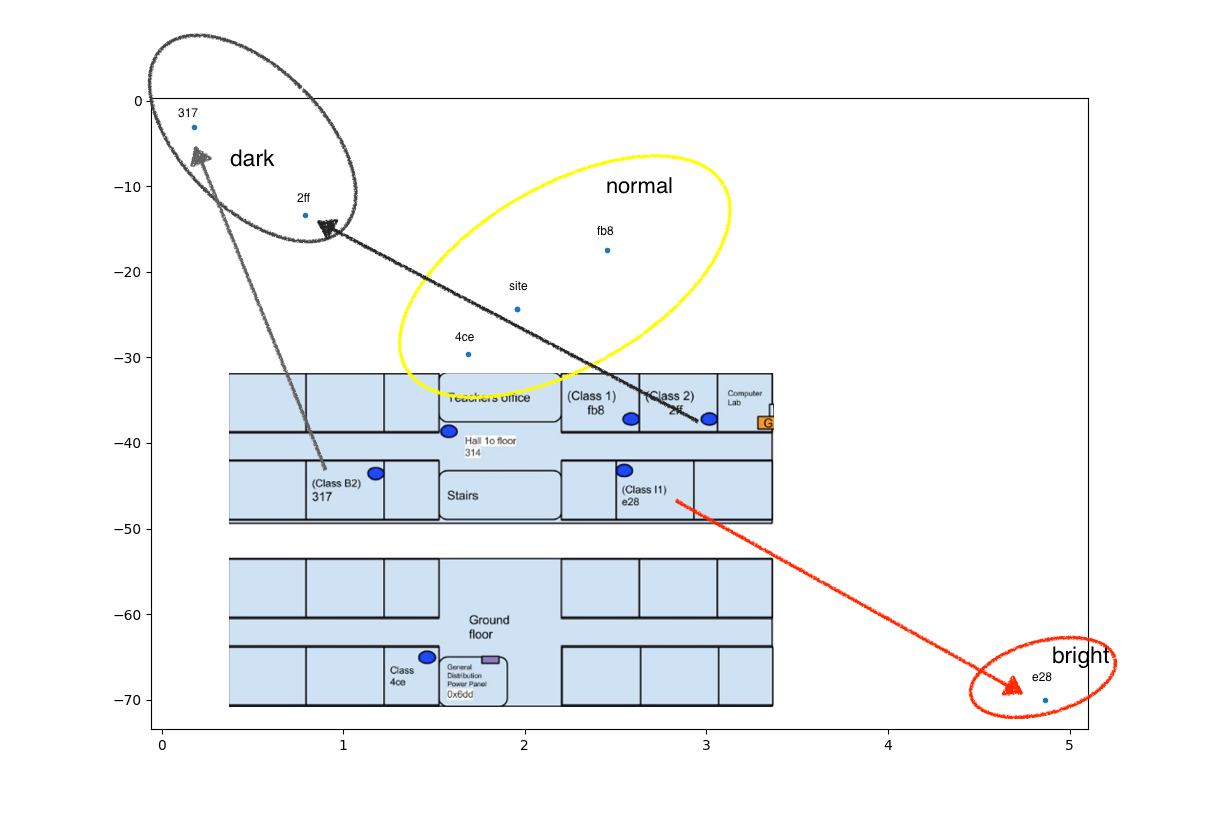 0
317
dark
−10
2ff
normal
fb8
−20
site
4ce
−30
Teachers office
(Class 1)
fb8
(Class 2)
2ff
Computer
Lab
G
−40
Hall 1o floor
314
(Class B2)
317
Stairs
(Class I1)
e28
−50
−60
Ground
floor
Class
4ce
General
Distribution
Power Panel
0x6dd
bright
e28
−70
0
1
2
3
4
5